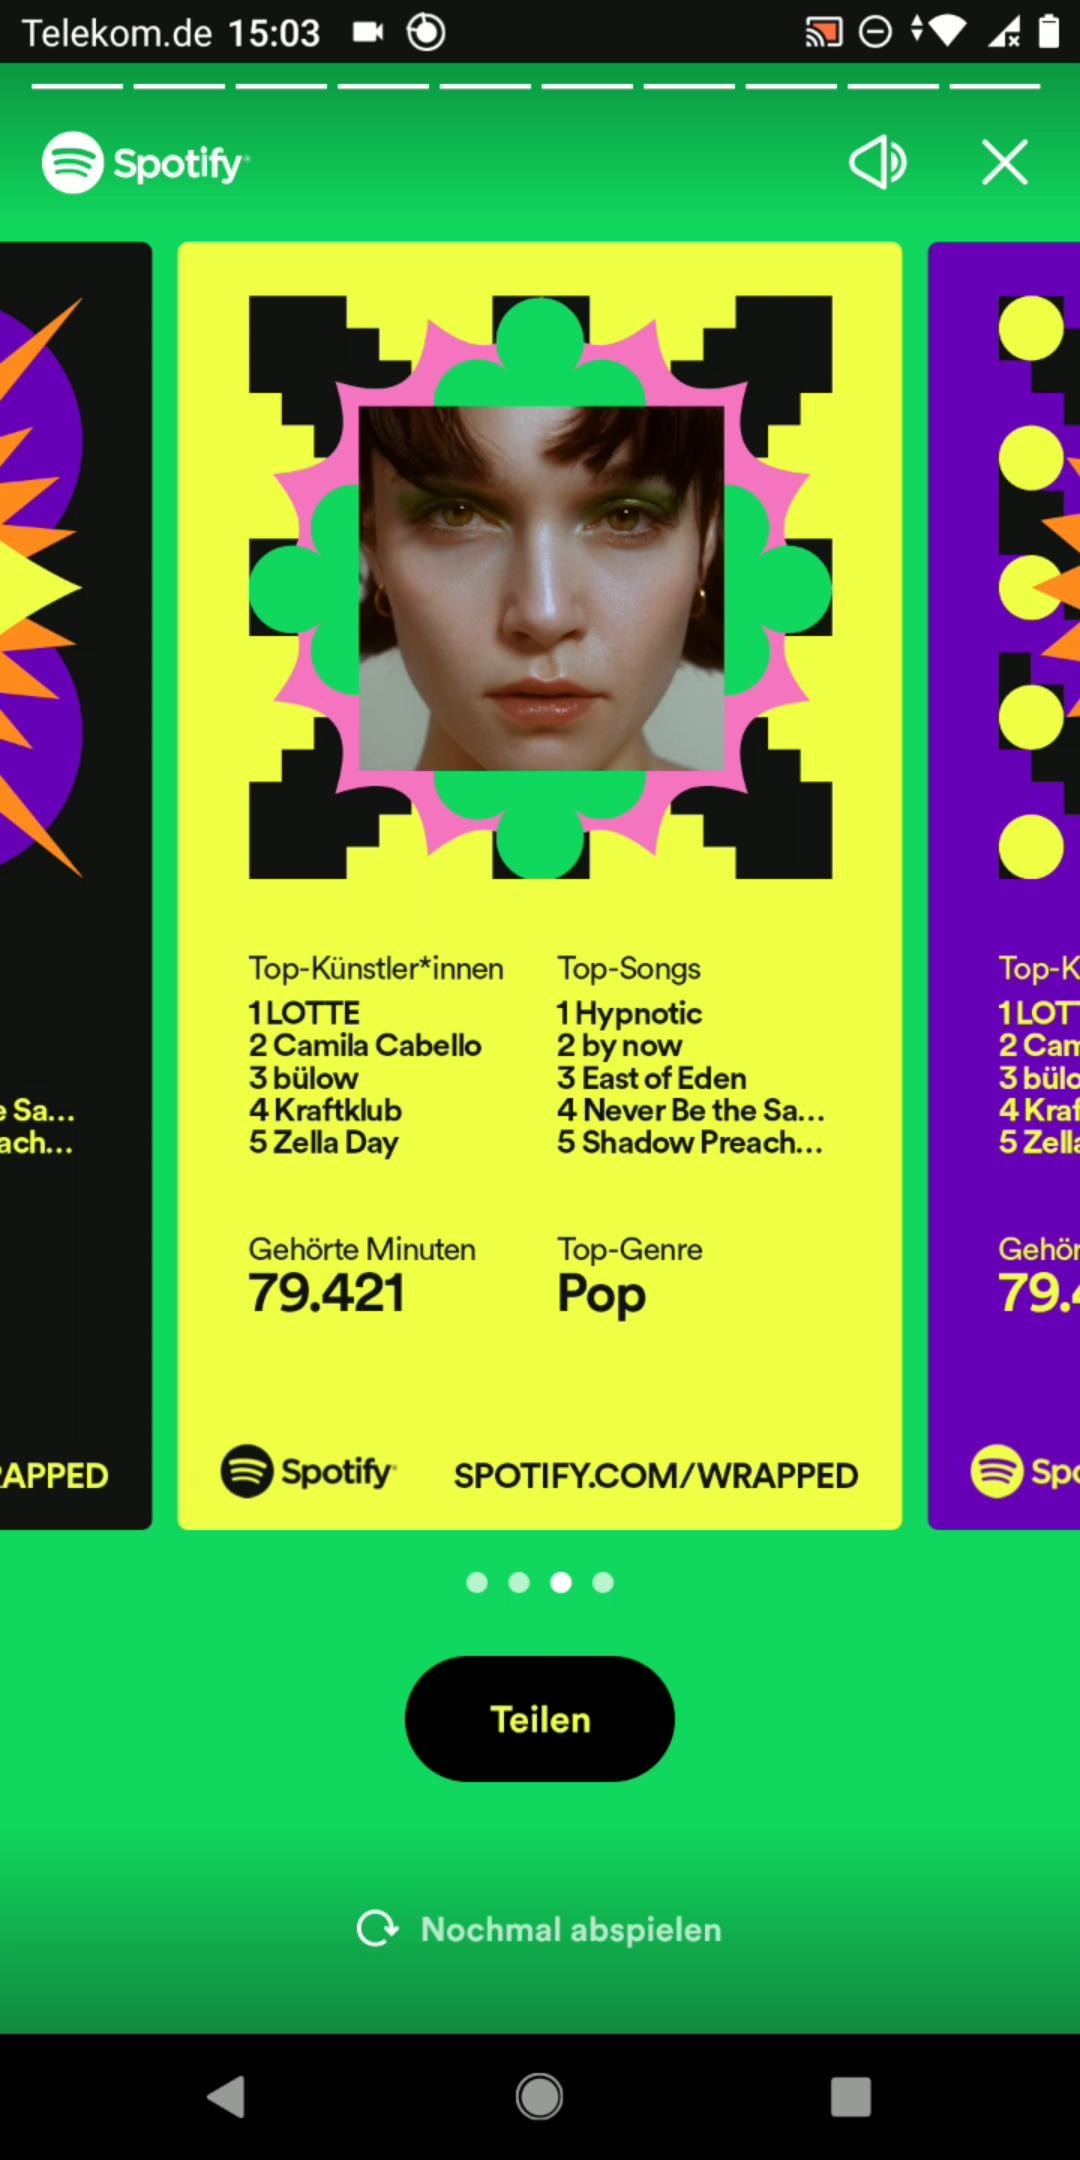 Telekom.de 15:03
Spotify
Top-Künstler*innen
1 LOTTE
2 Camila Cabello
3 bülow
4 Kraftklub
5 Zella Day
Top-Songs
1 Hypnotic
2 by now
3 East of Eden
4 Never Be the Sa...
5 Shadow Preach...
Gehörte Minuten
79.421
Top-Genre
Pop
Spotify
SPOTIFY.COM/WRAPPED
e Sa...
ach...
RAPPED
Top-K
1 LOTT
2 Cam
3 bülo
4 Kraf
5 Zella
Gehör
79.4
Spo
Teilen
Nochmal abspielen